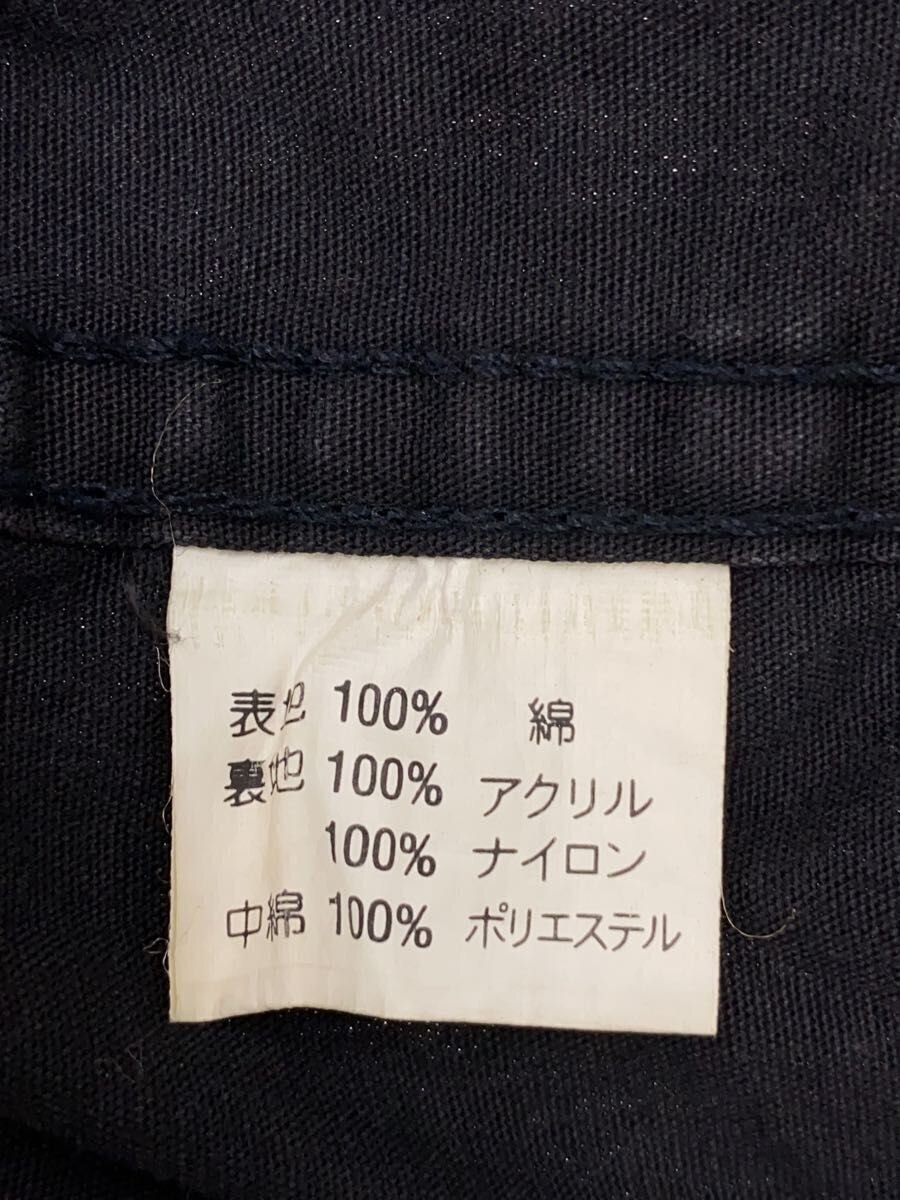 表地 100% 綿
裏地 100% アクリル
100% ナイロン
中綿 100% ポリエステル